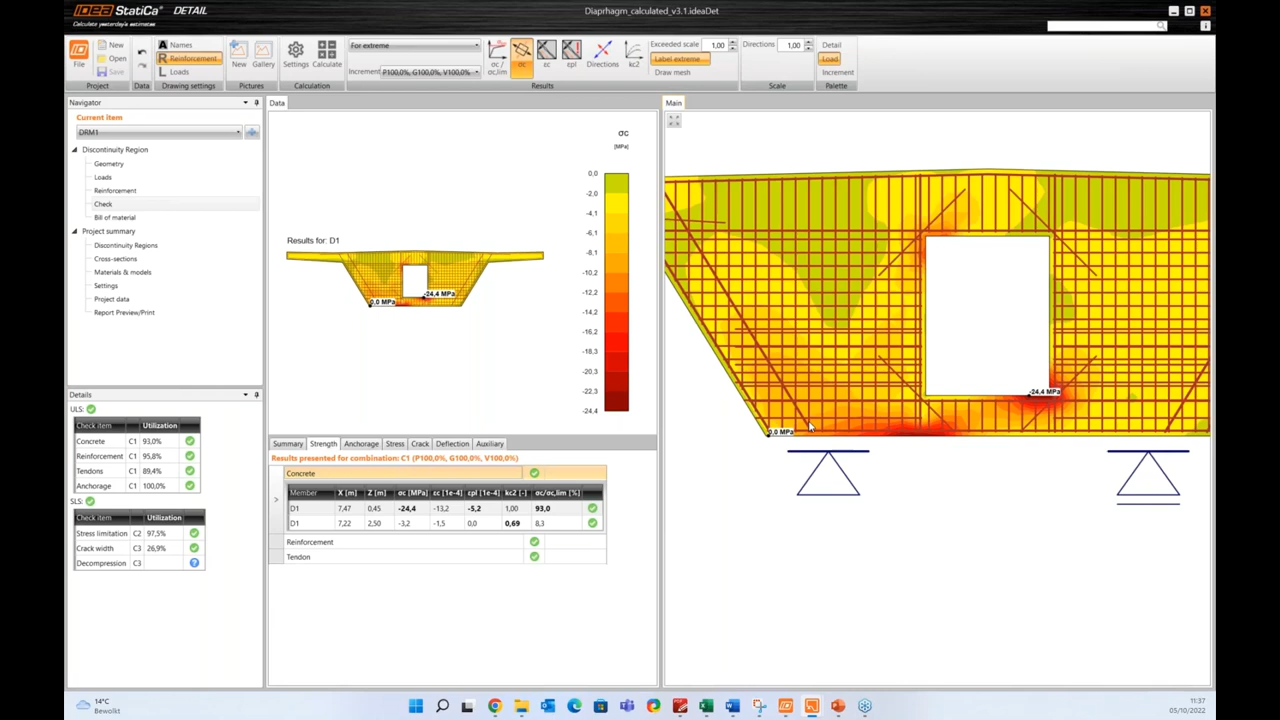 IDEA StatiCa DETAIL
Calculate yesterday's estimates
Diaprhagm_calculated_v3.1.ideaDet
File
New
Open
Save
Project
Data
Names
Reinforcement
Loads
Drawing settings
New
Gallery
Pictures
Settings
Calculate
Calculation
For extreme
Increment P100,0%, G100,0%, V100,0%
σc / σc,lim
σc
εc
εpl
Directions
kc2
Results
Exceeded scale 1,00
Label extreme
Draw mesh
Directions 1,00
Scale
Detail
Load
Increment
Palette
Navigator
Current item
DRM1
Discontinuity Region
Geometry
Loads
Reinforcement
Check
Bill of material
Project summary
Discontinuity Regions
Cross-sections
Materials & models
Settings
Project data
Report Preview/Print
Details
ULS:
Check item Utilization
Concrete C1 93,0%
Reinforcement C1 95,8%
Tendons C1 89,4%
Anchorage C1 100,0%
SLS:
Check item Utilization
Stress limitation C2 97,5%
Crack width C3 26,9%
Decompression C3
Data
σc
[MPa]
0,0
-2,0
-4,1
-6,1
-8,1
-10,2
-12,2
-14,2
-16,2
-18,3
-20,3
-22,3
-24,4
Results for: D1
0,0 MPa
-24,4 MPa
Summary Strength Anchorage Stress Crack Deflection Auxiliary
Results presented for combination: C1 (P100,0%, G100,0%, V100,0%)
Concrete
Member X [m] Z [m] σc [MPa] εc [1e-4] εpl [1e-4] kc2 [-] σc/σc,lim [%]
D1 7,47 0,45 -24,4 -13,2 -5,2 1,00 93,0
D1 7,22 2,50 -3,2 -1,5 0,0 0,69 8,3
Reinforcement
Tendon
Main
-24,4 MPa
0,0 MPa
14°C
Bewolkt
11:37
05/10/2022